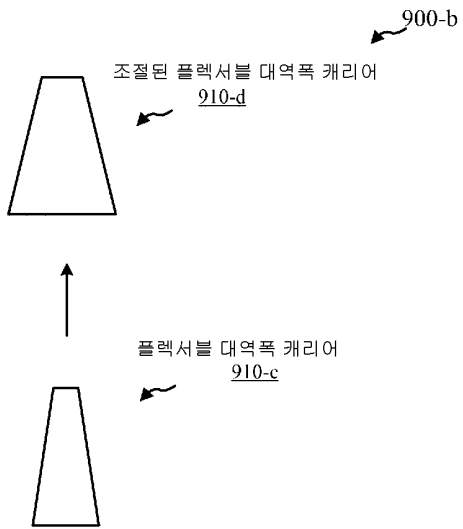 900-b
조절된 플렉서블 대역폭 캐리어
910-d
플렉서블 대역폭 캐리어
910-c